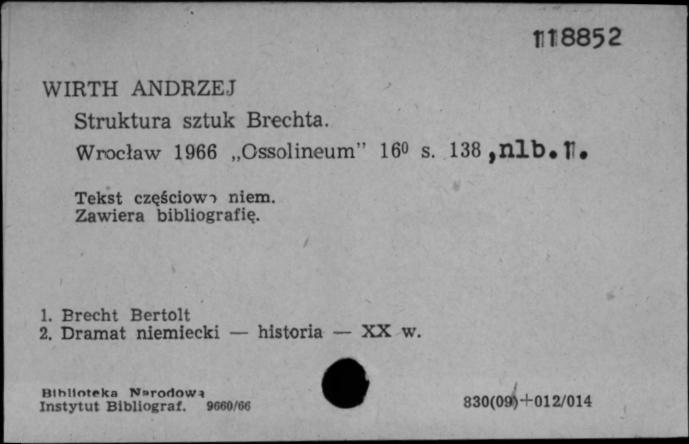 118852
WIRTH ANDRZEJ
Struktura sztuk Brechta.
Wrocław 1966 „Ossolineum” 16⁰ s. 138 ,nlb.1.
Tekst częściowo niem.
Zawiera bibliografię.
1. Brecht Bertolt
2. Dramat niemiecki — historia — XX w.
Biblioteka Narodowa
Instytut Bibliograf. 9660/66
830(09)+012/014